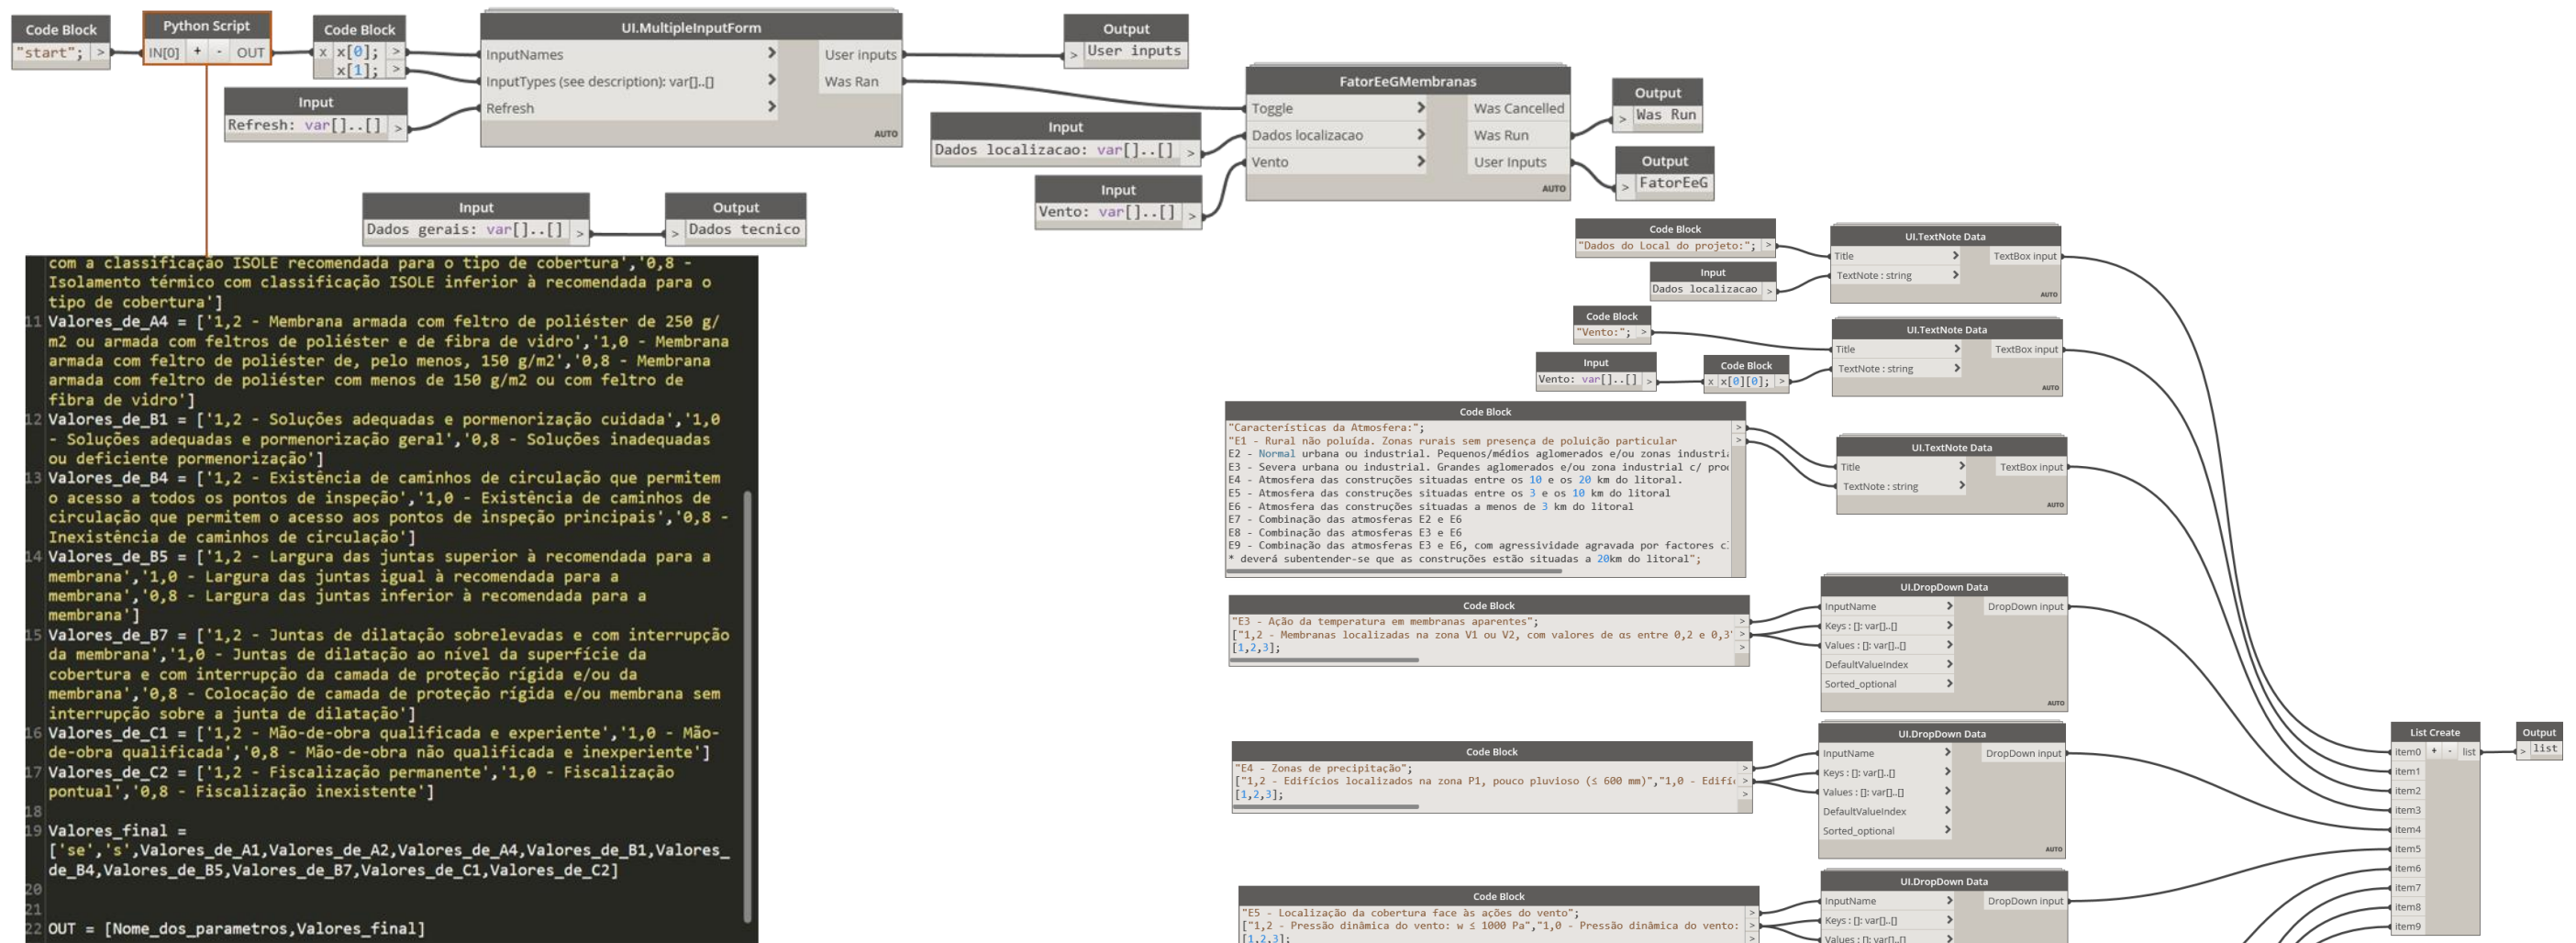 Code Block
"start"; >
Python Script
IN[0] + - OUT
Code Block
x x[0]; >
x[1]; >
Input
Refresh: var[]..[] >
UI.MultipleInputForm
InputNames > User inputs
InputTypes (see description): var[]..[] > Was Ran
Refresh >
AUTO
Output
> User inputs
Input
Dados localizacao: var[]..[] >
Input
Vento: var[]..[] >
FatorEeGMembranas
Toggle > Was Cancelled
Dados localizacao > Was Run
Vento > User Inputs
AUTO
Output
> Was Run
Output
> FatorEeG
Input
Dados gerais: var[]..[] >
Output
> Dados tecnico
com a classificação ISOLE recomendada para o tipo de cobertura','0,8 -
Isolamento térmico com classificação ISOLE inferior à recomendada para o
tipo de cobertura']
11 Valores_de_A4 = ['1,2 - Membrana armada com feltro de poliéster de 250 g/
m2 ou armada com feltros de poliéster e de fibra de vidro','1,0 - Membrana
armada com feltro de poliéster de, pelo menos, 150 g/m2','0,8 - Membrana
armada com feltro de poliéster com menos de 150 g/m2 ou com feltro de
fibra de vidro']
12 Valores_de_B1 = ['1,2 - Soluções adequadas e pormenorização cuidada','1,0
- Soluções adequadas e pormenorização geral','0,8 - Soluções inadequadas
ou deficiente pormenorização']
13 Valores_de_B4 = ['1,2 - Existência de caminhos de circulação que permitem
o acesso a todos os pontos de inspeção','1,0 - Existência de caminhos de
circulação que permitem o acesso aos pontos de inspeção principais','0,8 -
Inexistência de caminhos de circulação']
14 Valores_de_B5 = ['1,2 - Largura das juntas superior à recomendada para a
membrana','1,0 - Largura das juntas igual à recomendada para a
membrana','0,8 - Largura das juntas inferior à recomendada para a
membrana']
15 Valores_de_B7 = ['1,2 - Juntas de dilatação sobrelevadas e com interrupção
da membrana','1,0 - Juntas de dilatação ao nível da superfície da
cobertura e com interrupção da camada de proteção rígida e/ou da
membrana','0,8 - Colocação de camada de proteção rígida e/ou membrana sem
interrupção sobre a junta de dilatação']
16 Valores_de_C1 = ['1,2 - Mão-de-obra qualificada e experiente','1,0 - Mão-
de-obra qualificada','0,8 - Mão-de-obra não qualificada e inexperiente']
17 Valores_de_C2 = ['1,2 - Fiscalização permanente','1,0 - Fiscalização
pontual','0,8 - Fiscalização inexistente']
18
19 Valores_final =
['se','s',Valores_de_A1,Valores_de_A2,Valores_de_A4,Valores_de_B1,Valores_
de_B4,Valores_de_B5,Valores_de_B7,Valores_de_C1,Valores_de_C2]
20
21
22 OUT = [Nome_dos_parametros,Valores_final]
Code Block
"Dados do Local do projeto:"; >
Input
Dados localizacao >
UI.TextNote Data
Title > TextBox input
TextNote : string >
AUTO
Code Block
"Vento:"; >
Input
Vento: var[]..[] >
Code Block
x x[0][0]; >
UI.TextNote Data
Title > TextBox input
TextNote : string >
AUTO
Code Block
"Características da Atmosfera:"; >
"E1 - Rural não poluída. Zonas rurais sem presença de poluição particular >
E2 - Normal urbana ou industrial. Pequenos/médios aglomerados e/ou zonas industria
E3 - Severa urbana ou industrial. Grandes aglomerados e/ou zona industrial c/ pro
E4 - Atmosfera das construções situadas entre os 10 e os 20 km do litoral.
E5 - Atmosfera das construções situadas entre os 3 e os 10 km do litoral
E6 - Atmosfera das construções situadas a menos de 3 km do litoral
E7 - Combinação das atmosferas E2 e E6
E8 - Combinação das atmosferas E3 e E6
E9 - Combinação das atmosferas E3 e E6, com agressividade agravada por factores c
* deverá subentender-se que as construções estão situadas a 20km do litoral";
UI.TextNote Data
Title > TextBox input
TextNote : string >
AUTO
Code Block
"E3 - Ação da temperatura em membranas aparentes"; >
["1,2 - Membranas localizadas na zona V1 ou V2, com valores de αs entre 0,2 e 0,3" >
[1,2,3]; >
UI.DropDown Data
InputName > DropDown input
Keys : []: var[]..[] >
Values : []: var[]..[] >
DefaultValueIndex >
Sorted_optional >
AUTO
Code Block
"E4 - Zonas de precipitação"; >
["1,2 - Edifícios localizados na zona P1, pouco pluvioso (≤ 600 mm)","1,0 - Edifíc >
[1,2,3]; >
UI.DropDown Data
InputName > DropDown input
Keys : []: var[]..[] >
Values : []: var[]..[] >
DefaultValueIndex >
Sorted_optional >
AUTO
Code Block
"E5 - Localização da cobertura face às ações do vento"; >
["1,2 - Pressão dinâmica do vento: w ≤ 1000 Pa","1,0 - Pressão dinâmica do vento: >
[1,2,3]; >
UI.DropDown Data
InputName > DropDown input
Keys : []: var[]..[] >
Values : []: var[]..[] >
List Create
item0 + - list
item1
item2
item3
item4
item5
item6
item7
item8
item9
Output
> list